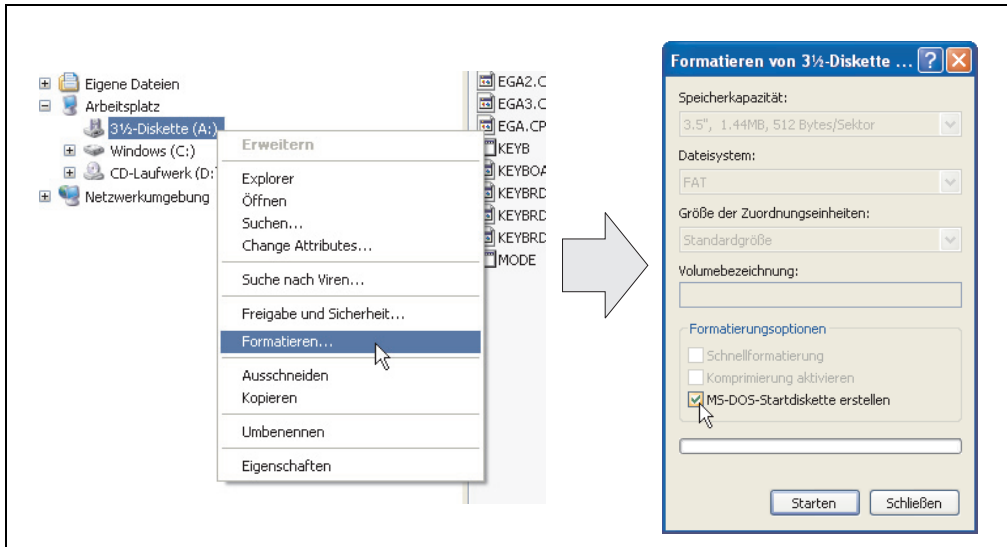 Eigene Dateien
Arbeitsplatz
3½-Diskette (A:)
Windows (C:)
CD-Laufwerk (D:
Netzwerkumgebung
Erweitern
Explorer
Öffnen
Suchen...
Change Attributes...
Suche nach Viren...
Freigabe und Sicherheit...
Formatieren...
Ausschneiden
Kopieren
Umbenennen
Eigenschaften
EGA2.C
EGA3.C
EGA.CP
KEYB
KEYBOA
KEYBRD
KEYBRD
KEYBRD
MODE
Formatieren von 3½-Diskette ...
Speicherkapazität:
3.5", 1.44MB, 512 Bytes/Sektor
Dateisystem:
FAT
Größe der Zuordnungseinheiten:
Standardgröße
Volumebezeichnung:
Formatierungsoptionen
Schnellformatierung
Komprimierung aktivieren
MS-DOS-Startdiskette erstellen
Starten
Schließen